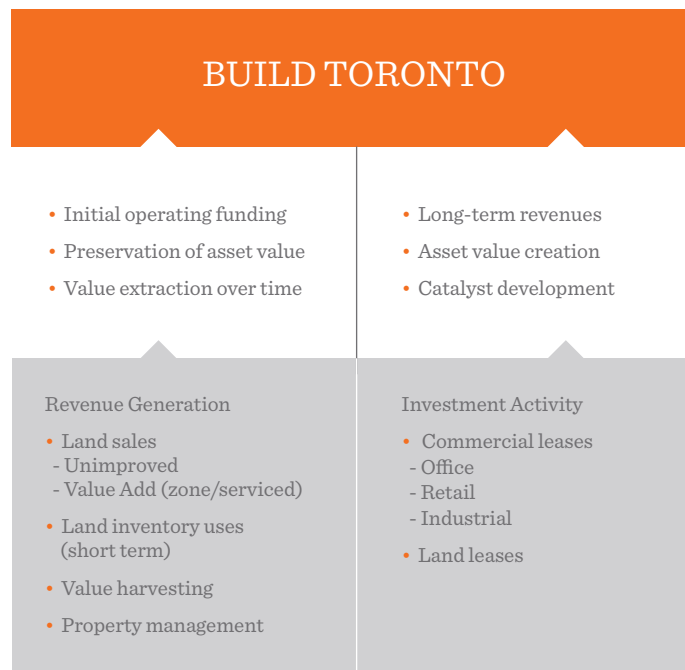 BUILD TORONTO
• Initial operating funding
• Preservation of asset value
• Value extraction over time
• Long-term revenues
• Asset value creation
• Catalyst development
Revenue Generation
• Land sales
- Unimproved
- Value Add (zone/serviced)
• Land inventory uses
(short term)
• Value harvesting
• Property management
Investment Activity
• Commercial leases
- Office
- Retail
- Industrial
• Land leases